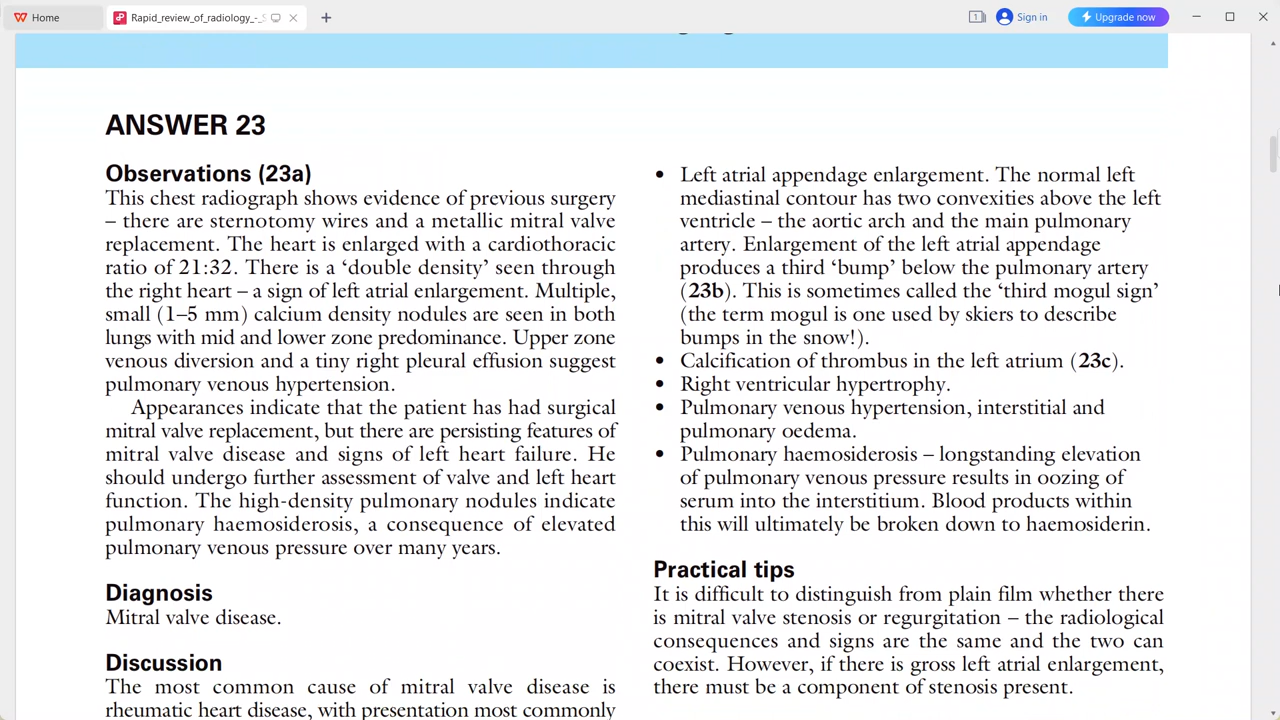 Home
Rapid_review_of_radiology_-_S
1
Sign in
Upgrade now
ANSWER 23
Observations (23a)
This chest radiograph shows evidence of previous surgery
– there are sternotomy wires and a metallic mitral valve
replacement. The heart is enlarged with a cardiothoracic
ratio of 21:32. There is a ‘double density’ seen through
the right heart – a sign of left atrial enlargement. Multiple,
small (1–5 mm) calcium density nodules are seen in both
lungs with mid and lower zone predominance. Upper zone
venous diversion and a tiny right pleural effusion suggest
pulmonary venous hypertension.
Appearances indicate that the patient has had surgical
mitral valve replacement, but there are persisting features of
mitral valve disease and signs of left heart failure. He
should undergo further assessment of valve and left heart
function. The high-density pulmonary nodules indicate
pulmonary haemosiderosis, a consequence of elevated
pulmonary venous pressure over many years.
Diagnosis
Mitral valve disease.
Discussion
The most common cause of mitral valve disease is
rheumatic heart disease, with presentation most commonly
• Left atrial appendage enlargement. The normal left
mediastinal contour has two convexities above the left
ventricle – the aortic arch and the main pulmonary
artery. Enlargement of the left atrial appendage
produces a third ‘bump’ below the pulmonary artery
(23b). This is sometimes called the ‘third mogul sign’
(the term mogul is one used by skiers to describe
bumps in the snow!).
• Calcification of thrombus in the left atrium (23c).
• Right ventricular hypertrophy.
• Pulmonary venous hypertension, interstitial and
pulmonary oedema.
• Pulmonary haemosiderosis – longstanding elevation
of pulmonary venous pressure results in oozing of
serum into the interstitium. Blood products within
this will ultimately be broken down to haemosiderin.
Practical tips
It is difficult to distinguish from plain film whether there
is mitral valve stenosis or regurgitation – the radiological
consequences and signs are the same and the two can
coexist. However, if there is gross left atrial enlargement,
there must be a component of stenosis present.